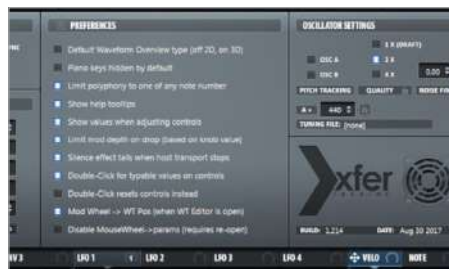 PREFERENCES
Default Waveform Overview type (off 2D, on 3D)
Piano keys hidden by default
Limit polyphony to one of any note number
Show help tooltips
Show values when adjusting controls
Limit mod depth on drop (based on knob value)
Silence effect tails when host transport stops
Double-Click for typable values on controls
Double-Click resets controls instead
Mod Wheel -> WT Pos (when WT Editor is open)
Disable MouseWheel->params (requires re-open)
OSCILLATOR SETTINGS
1 X (DRAFT)
OSC A
2 X
OSC B
4 X
0.00
PITCH TRACKING
QUALITY
NOISE FIN
A =
440
TUNING FILE: [none]
xfer
RECORDS
BUILD: 1.214
DATE: Aug 30 2017
NV 3
LFO 1
LFO 2
LFO 3
LFO 4
VELO
NOTE